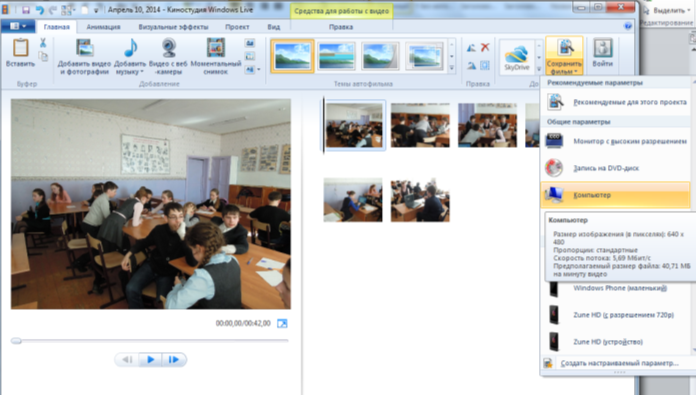 Апрель 10, 2014 - Киностудия Windows Live
Средства для работы с видео
Выделить
Главная
Анимация
Визуальные эффекты
Проект
Вид
Правка
Редактирование
Вставить
Добавить видео и фотографии
Добавить музыку
Видео с веб-камеры
Моментальный снимок
SkyDrive
Сохранить фильм
Войти
Буфер
Добавление
Темы автофильма
Правка
Рекомендуемые параметры
Рекомендуемые для этого проекта
Общие параметры
Монитор с высоким разрешением
Запись на DVD-диск
Компьютер
Компьютер
Размер изображения (в пикселях): 640 x
480
Пропорции: стандартные
Скорость потока: 5,69 Мбит/с
Предполагаемый размер файла: 40,71 МБ
на минуту видео
Windows Phone (маленький)
Zune HD (с разрешением 720p)
Zune HD (устройство)
Создать настраиваемый параметр...
00:00,00/00:42,00